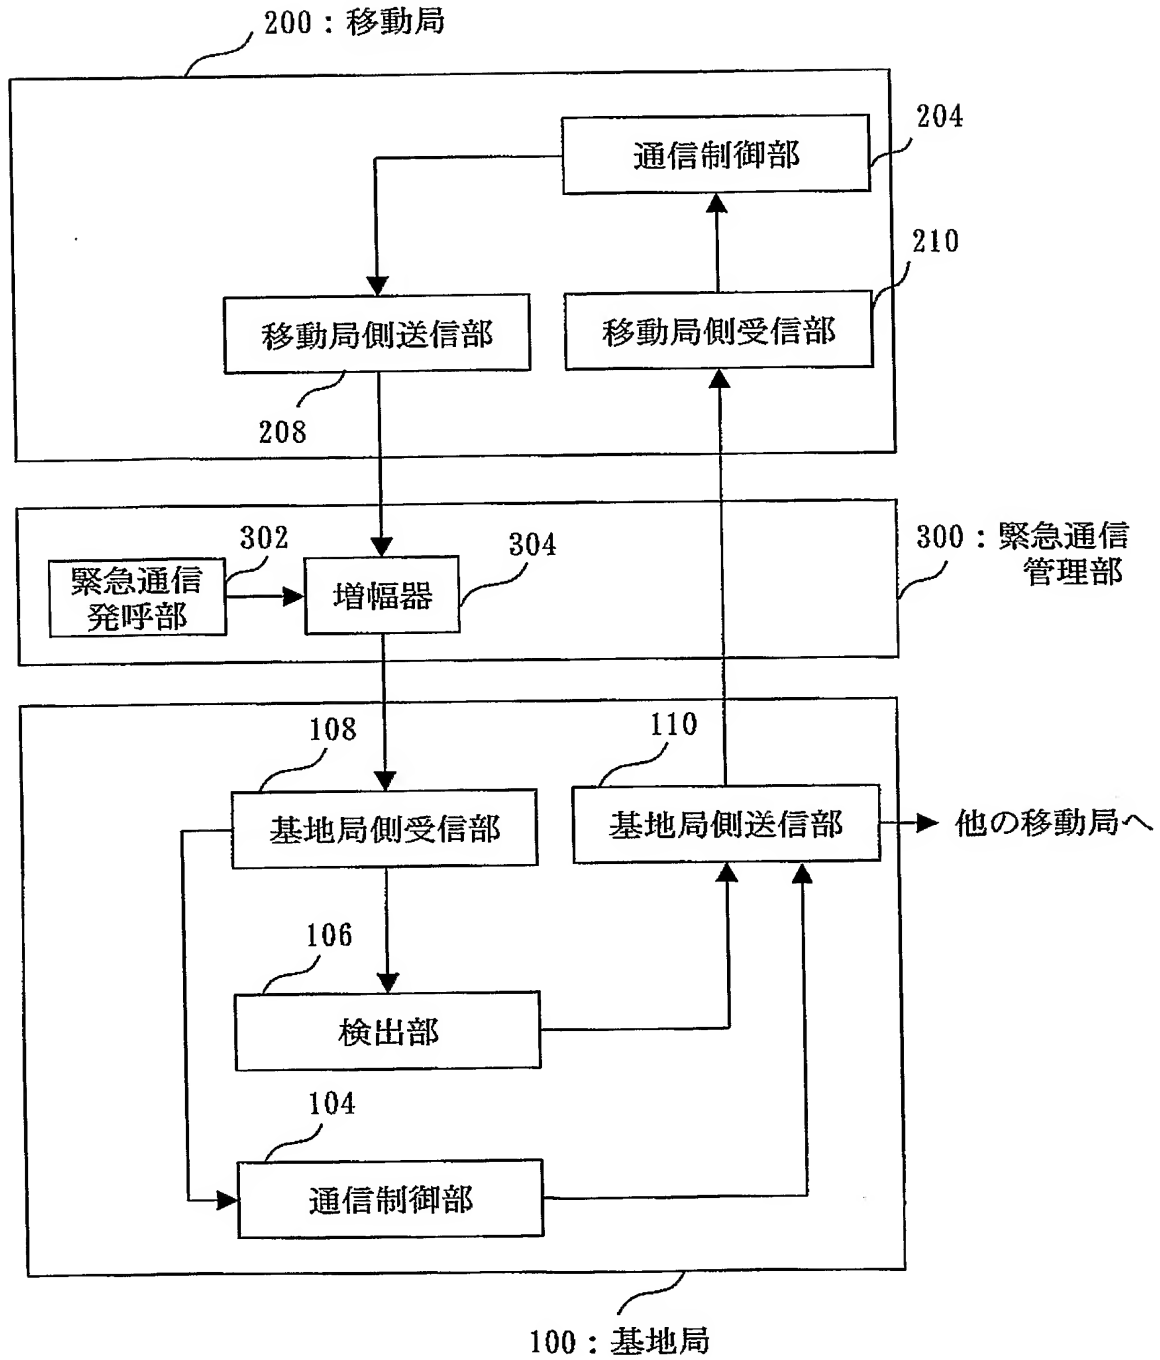 200：移動局
204
通信制御部
210
移動局側送信部
移動局側受信部
208
302
304
300：緊急通信
管理部
緊急通信
発呼部
増幅器
108
110
基地局側受信部
基地局側送信部
他の移動局へ
106
検出部
104
通信制御部
100：基地局